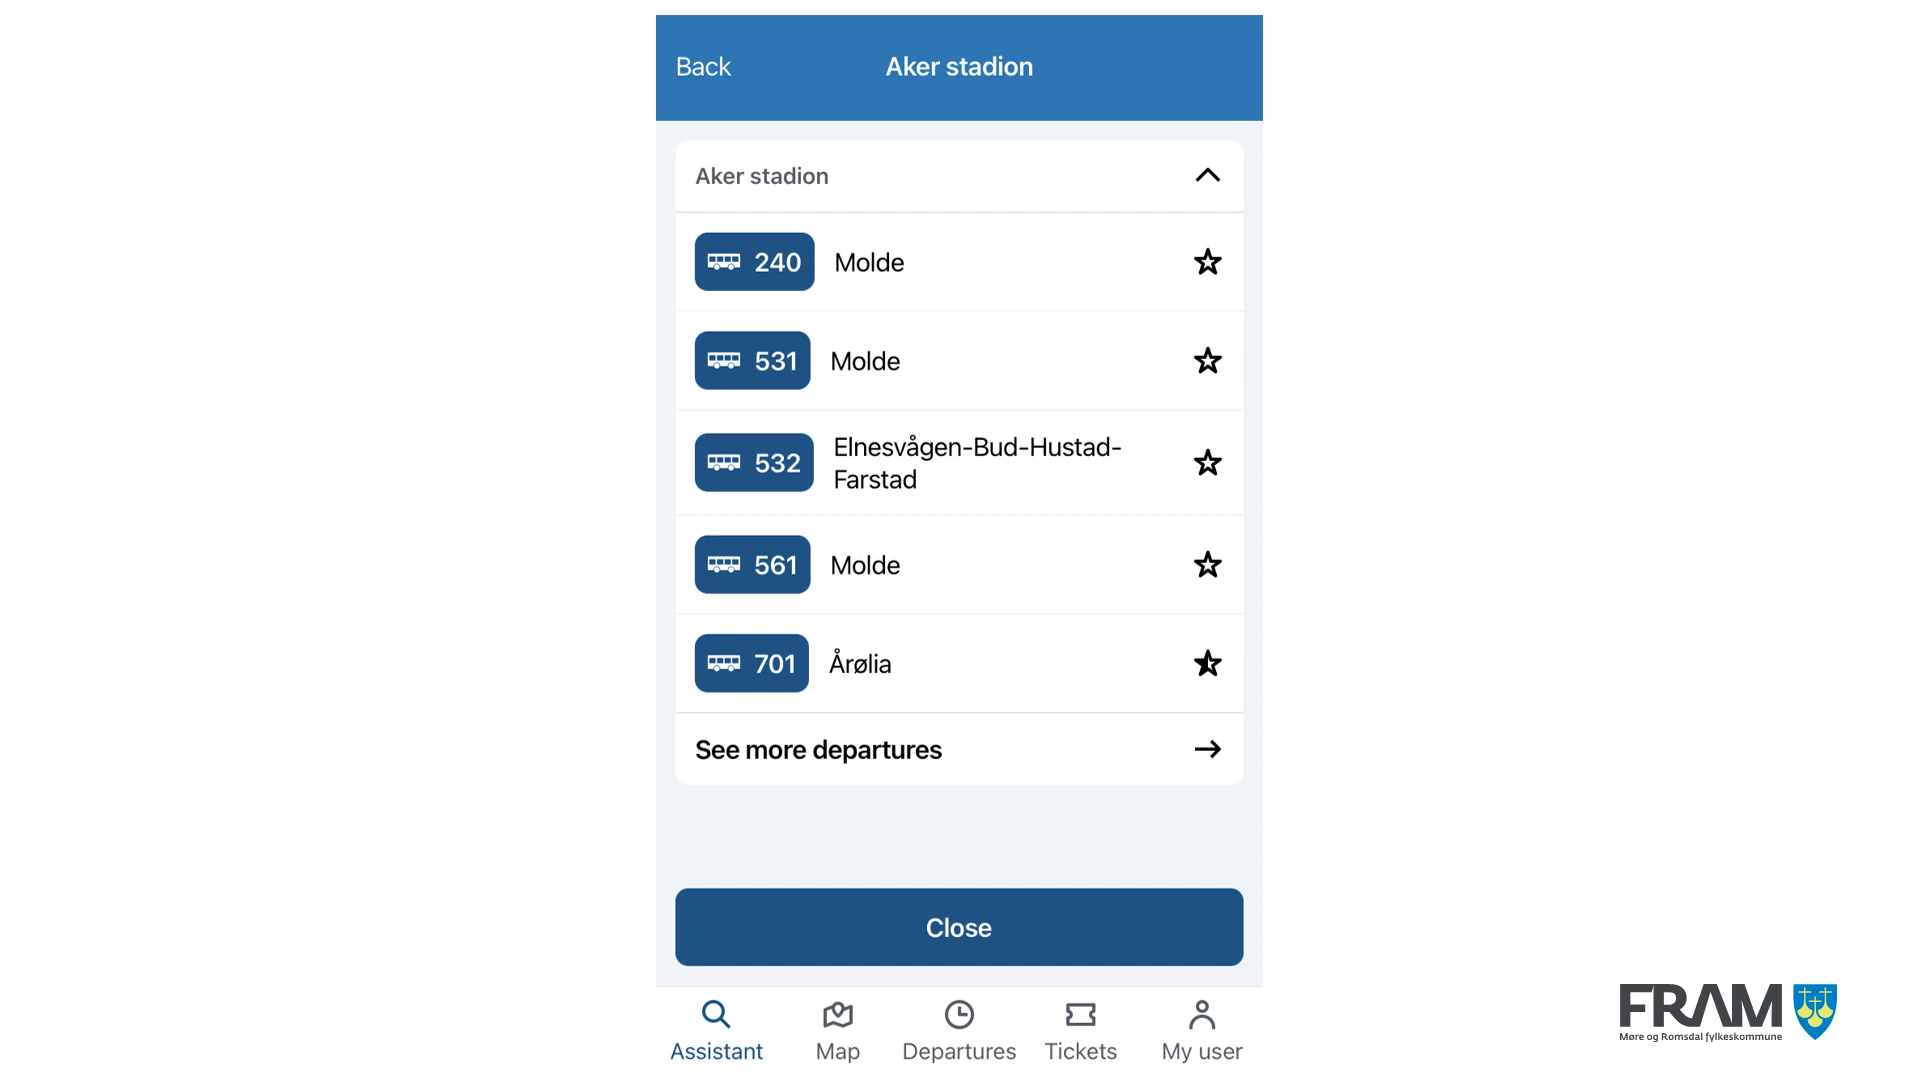 Back
Aker stadion
Aker stadion
240 Molde
531 Molde
532 Elnesvågen-Bud-Hustad-
Farstad
561 Molde
701 Årølia
See more departures
Close
Assistant Map Departures Tickets My user
FRAM
Møre og Romsdal fylkeskommune